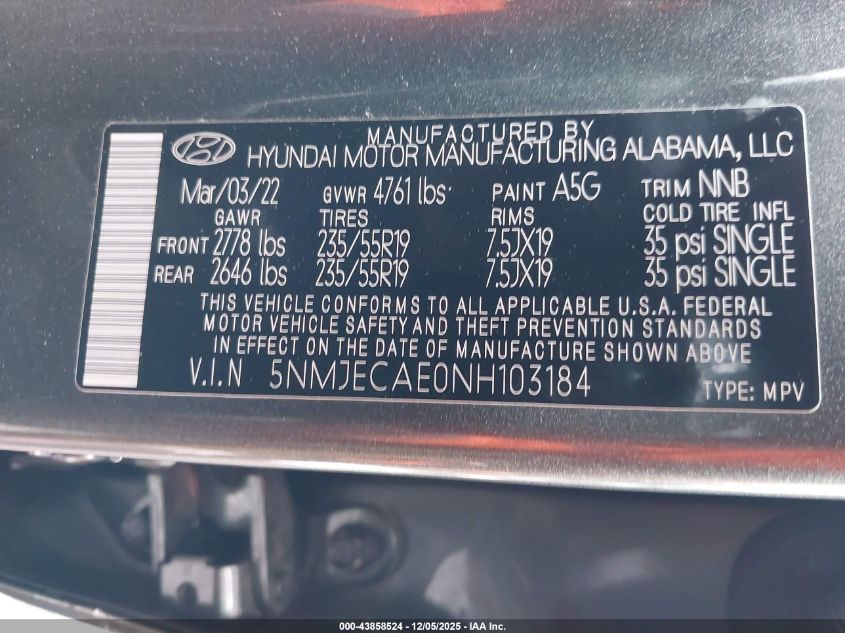 MANUFACTURED BY
HYUNDAI MOTOR MANUFACTURING ALABAMA, LLC
Mar/03/22 GVWR 4761 lbs PAINT A5G TRIM NNB
GAWR TIRES RIMS COLD TIRE INFL
FRONT 2778 lbs 235/55R19 7.5JX19 35 psi SINGLE
REAR 2646 lbs 235/55R19 7.5JX19 35 psi SINGLE
THIS VEHICLE CONFORMS TO ALL APPLICABLE U.S.A. FEDERAL
MOTOR VEHICLE SAFETY AND THEFT PREVENTION STANDARDS
IN EFFECT ON THE DATE OF MANUFACTURE SHOWN ABOVE.
V.I.N 5NMJECAE0NH103184 TYPE: MPV
000-43858524 - 12/05/2025 - IAA Inc.